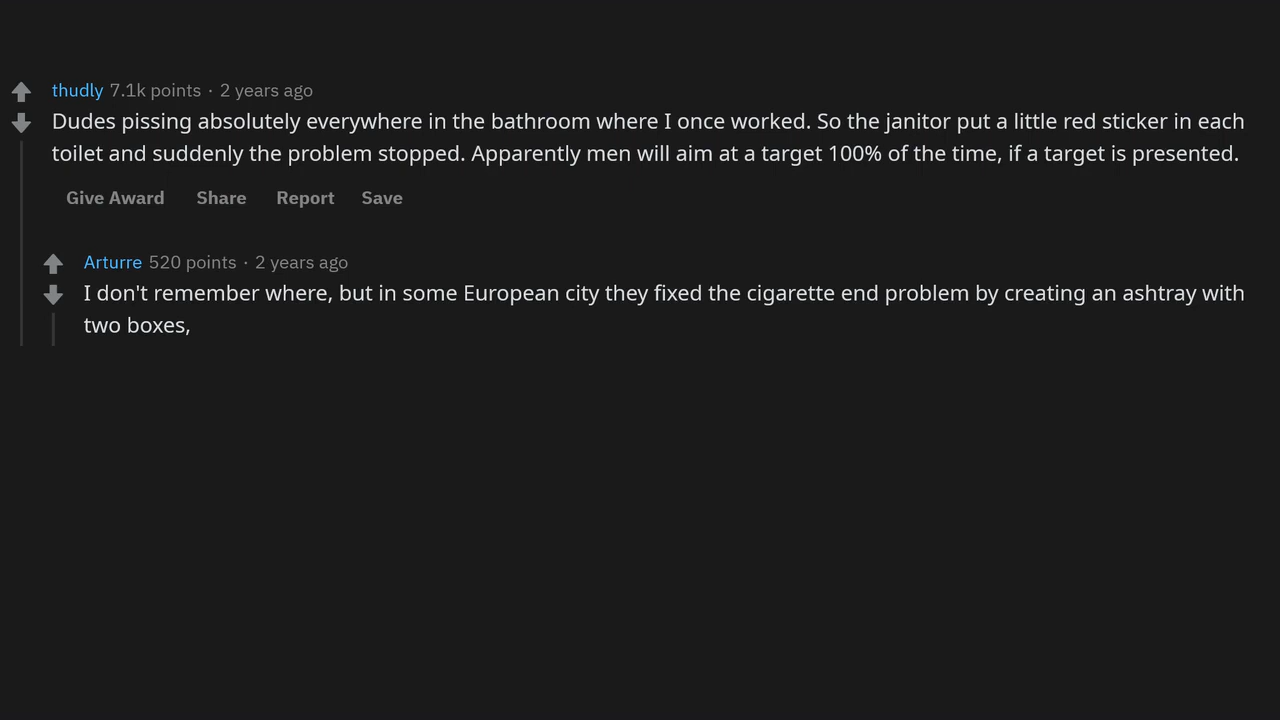 thudly 7.1k points · 2 years ago
Dudes pissing absolutely everywhere in the bathroom where I once worked. So the janitor put a little red sticker in each
toilet and suddenly the problem stopped. Apparently men will aim at a target 100% of the time, if a target is presented.
Give Award Share Report Save
Arturre 520 points · 2 years ago
I don't remember where, but in some European city they fixed the cigarette end problem by creating an ashtray with
two boxes,